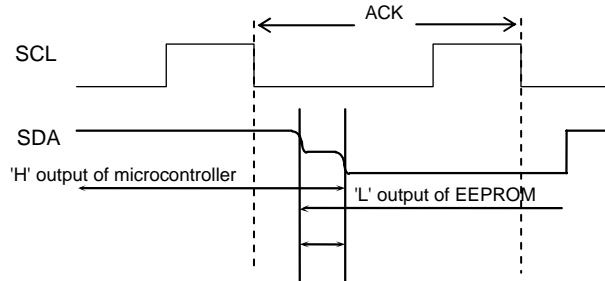 ACK
SCL
SDA
'H' output of microcontroller
'L' output of EEPROM